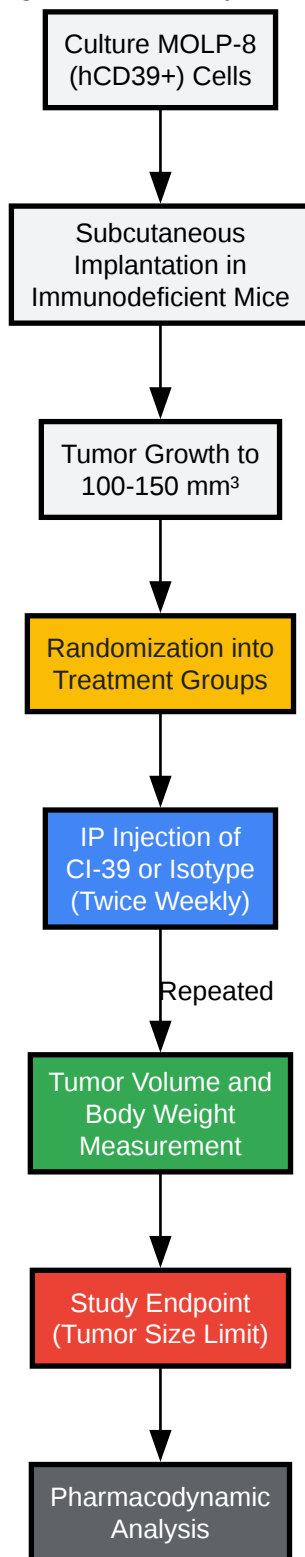 Culture MOLP-8
(hCD39+) Cells
Subcutaneous
Implantation in
Immunodeficient Mice
Tumor Growth to
100-150 mm³
Randomization into
Treatment Groups
IP Injection of
CI-39 or Isotype
(Twice Weekly)
Repeated
Tumor Volume and
Body Weight
Measurement
Study Endpoint
(Tumor Size Limit)
Pharmacodynamic
Analysis